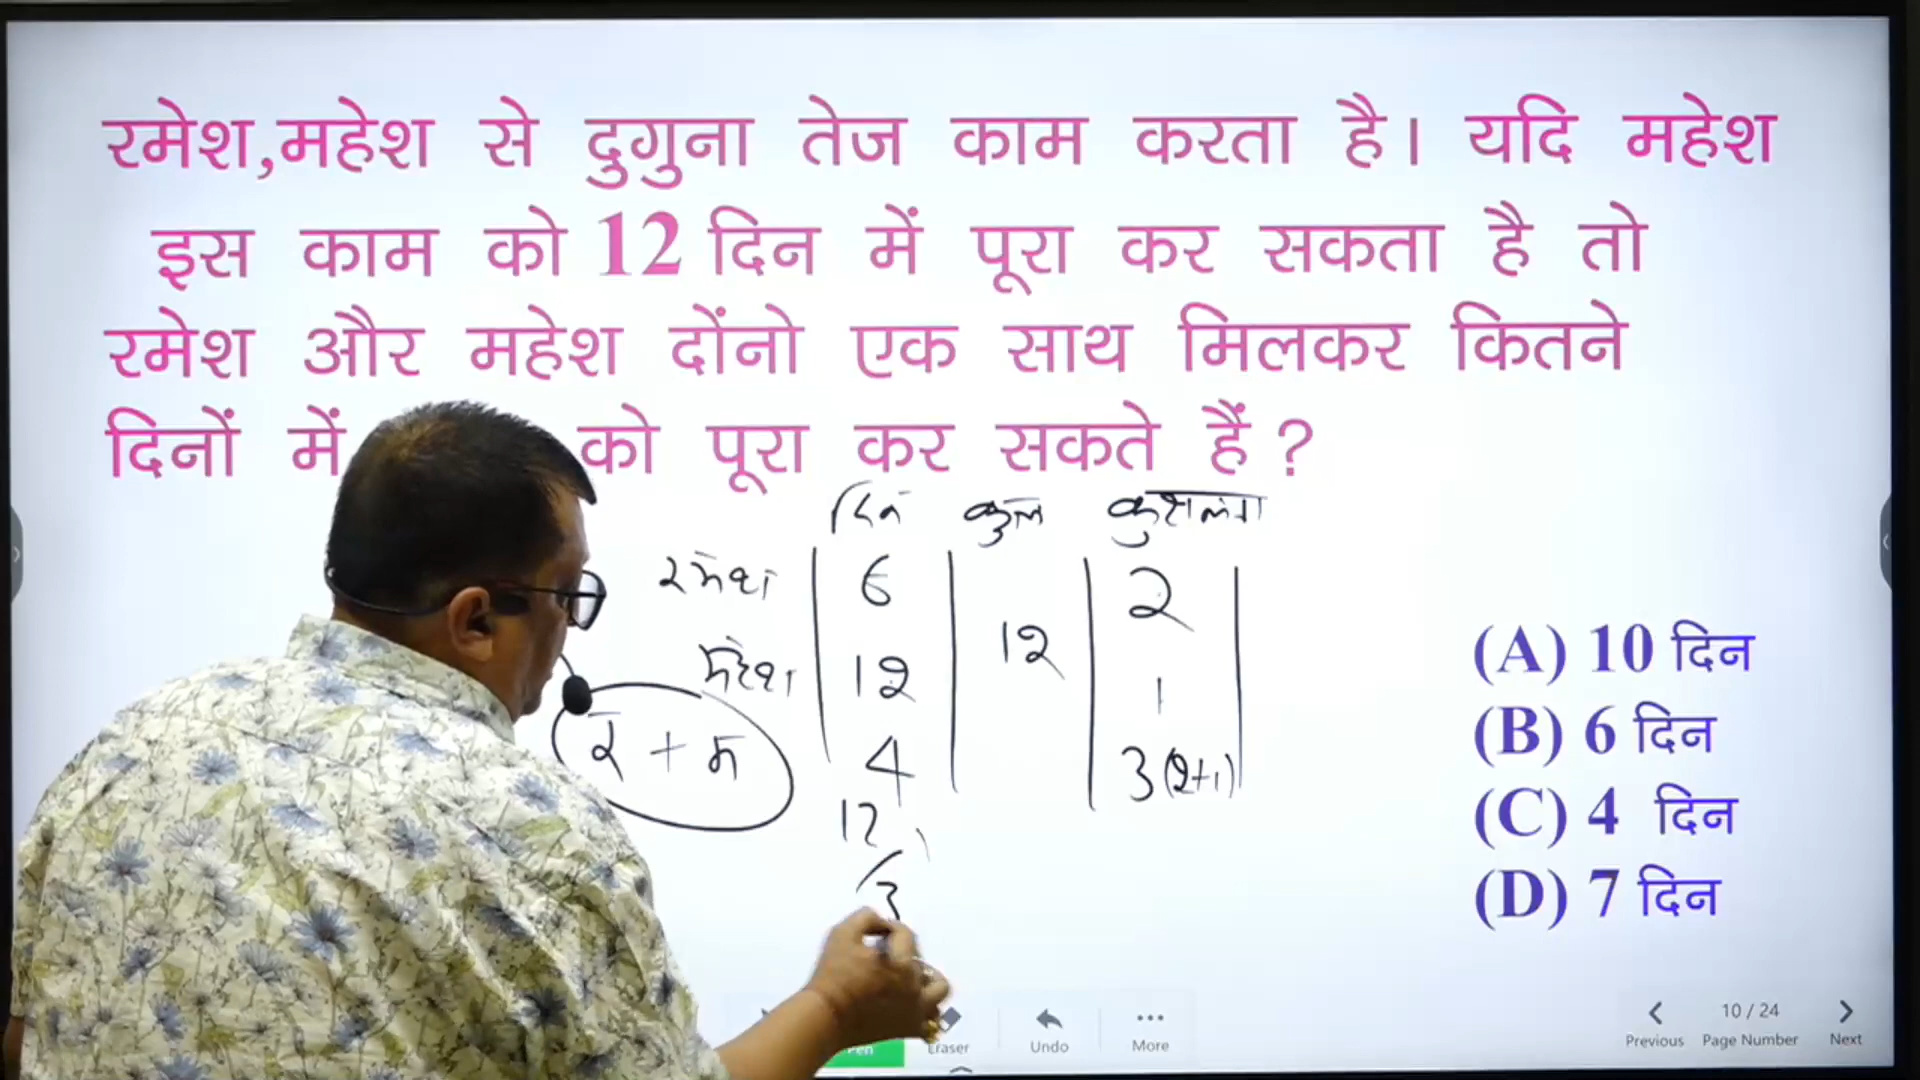 रमेश,महेश से दुगुना तेज काम करता है। यदि महेश
इस काम को 12 दिन में पूरा कर सकता है तो
रमेश और महेश दोंनो एक साथ मिलकर कितने
दिनों में को पूरा कर सकते हैं ?
दिन कुल कुशलता
रमेश 6 2
12
महेश 12 1
र + म 4 3 (2+1)
12
3
(A) 10 दिन
(B) 6 दिन
(C) 4 दिन
(D) 7 दिन
Pen Eraser Undo More
10 / 24
Previous Page Number Next